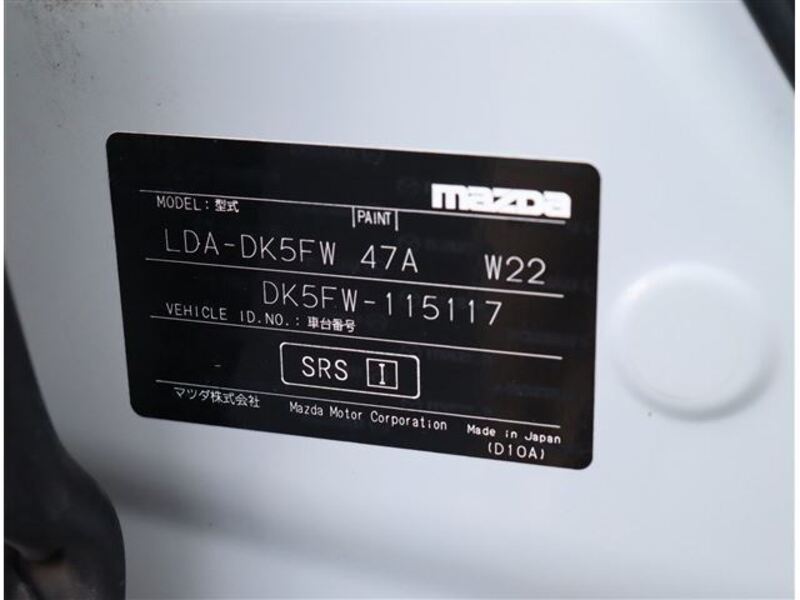 mazda
MODEL：型式
PAINT
LDA-DK5FW 47A W22
DK5FW-115117
VEHICLE ID.NO.：車台番号
SRS I
マツダ株式会社 Mazda Motor Corporation Made in Japan
(D10A)